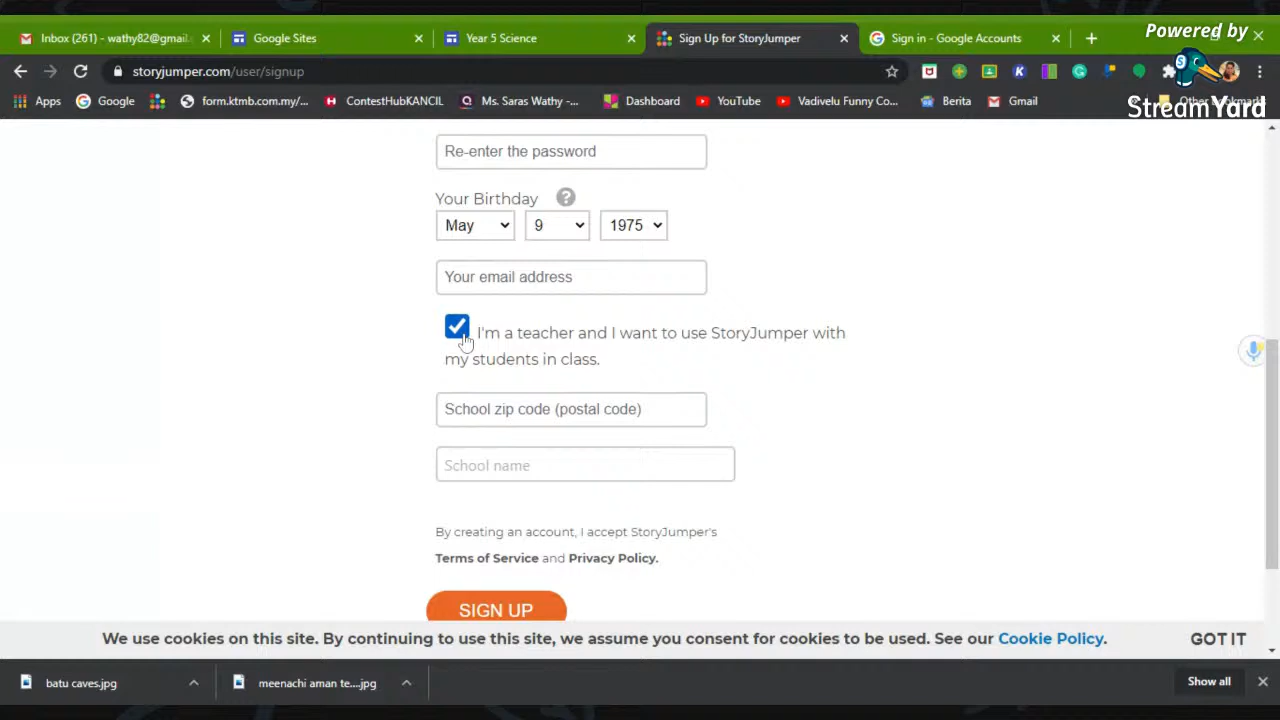 Powered by
StreamYard
Inbox (261) - wathy82@gmail.
Google Sites
Year 5 Science
Sign Up for StoryJumper
Sign in - Google Accounts
storyjumper.com/user/signup
Apps
Google
form.ktmb.com.my/...
ContestHubKANCIL
Ms. Saras Wathy -...
Dashboard
YouTube
Vadivelu Funny Co...
Berita
Gmail
Other bookmarks
Re-enter the password
Your Birthday ?
May
9
1975
Your email address
I'm a teacher and I want to use StoryJumper with
my students in class.
School zip code (postal code)
School name
By creating an account, I accept StoryJumper's
Terms of Service and Privacy Policy.
SIGN UP
We use cookies on this site. By continuing to use this site, we assume you consent for cookies to be used. See our Cookie Policy.
GOT IT
batu caves.jpg
meenachi aman te....jpg
Show all